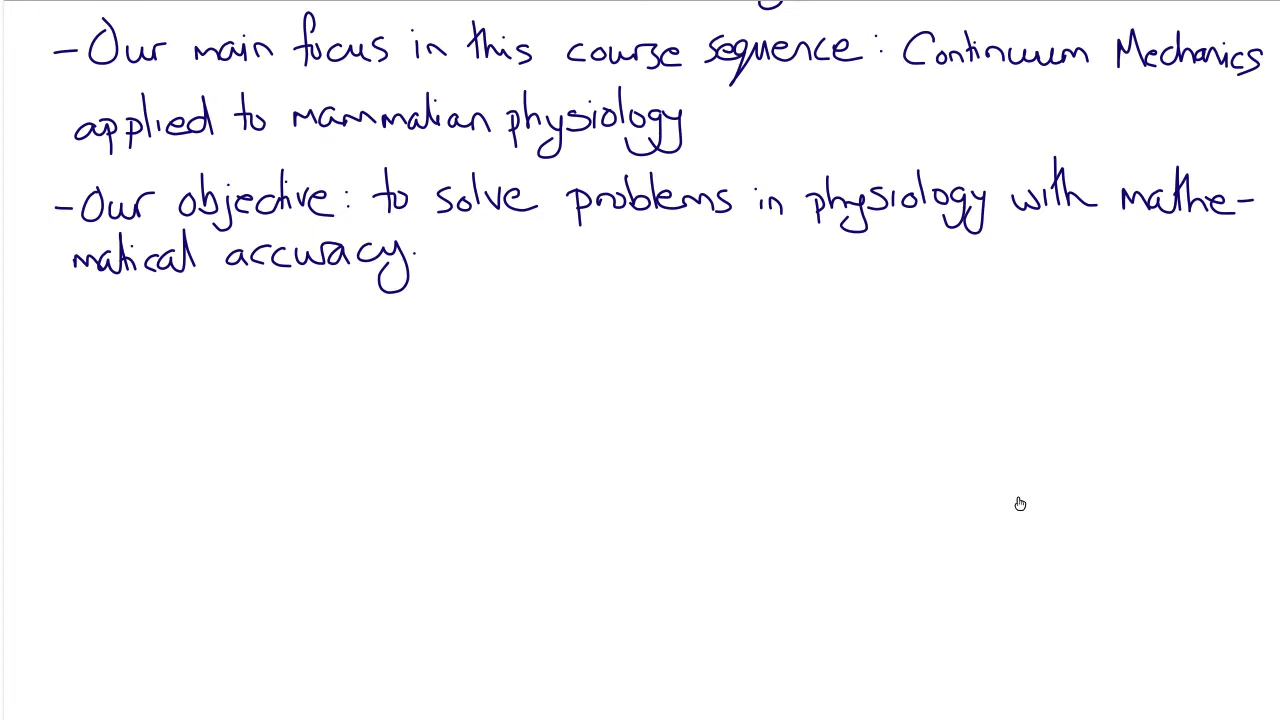 - Our main focus in this course sequence: Continuum Mechanics
applied to mammalian physiology
- Our objective: to solve problems in physiology with mathe-
matical accuracy.